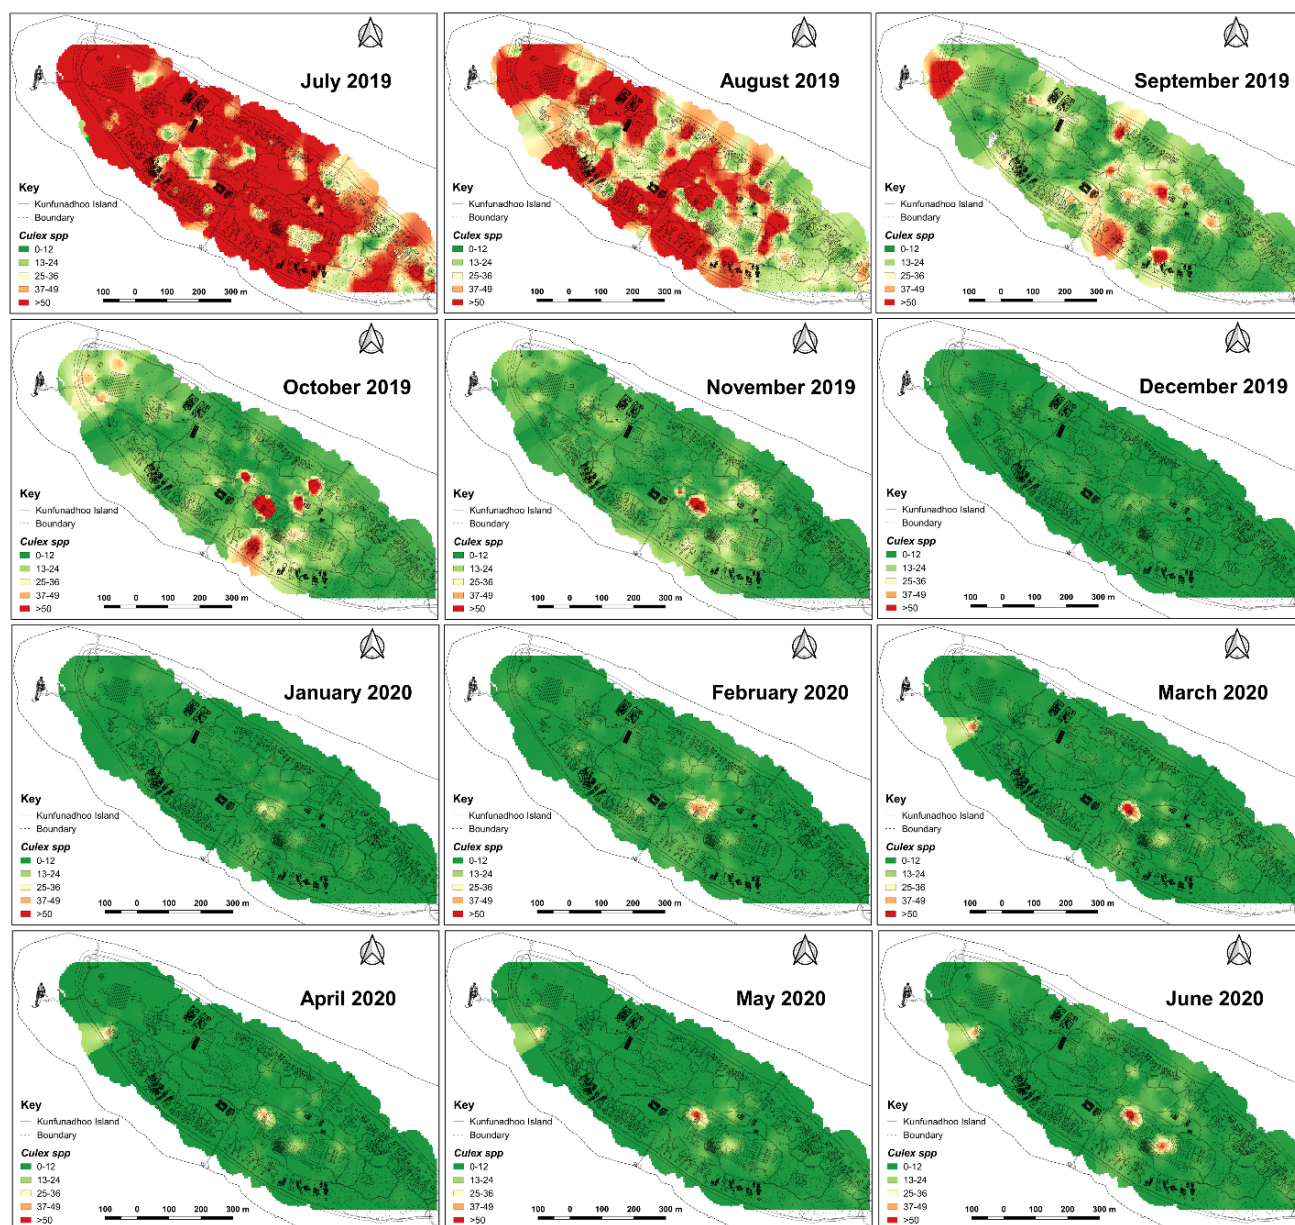 July 2019
Key
Kunfunadhoo Island
Boundary
Culex spp
0-12
13-24
25-36
37-49
>50
100 0 100 200 300 m
August 2019
Key
Kunfunadhoo Island
Boundary
Culex spp
0-12
13-24
25-36
37-49
>50
100 0 100 200 300 m
September 2019
Key
Kunfunadhoo Island
Boundary
Culex spp
0-12
13-24
25-36
37-49
>50
100 0 100 200 300 m
October 2019
Key
Kunfunadhoo Island
Boundary
Culex spp
0-12
13-24
25-36
37-49
>50
100 0 100 200 300 m
November 2019
Key
Kunfunadhoo Island
Boundary
Culex spp
0-12
13-24
25-36
37-49
>50
100 0 100 200 300 m
December 2019
Key
Kunfunadhoo Island
Boundary
Culex spp
0-12
13-24
25-36
37-49
>50
100 0 100 200 300 m
January 2020
Key
Kunfunadhoo Island
Boundary
Culex spp
0-12
13-24
25-36
37-49
>50
100 0 100 200 300 m
February 2020
Key
Kunfunadhoo Island
Boundary
Culex spp
0-12
13-24
25-36
37-49
>50
100 0 100 200 300 m
March 2020
Key
Kunfunadhoo Island
Boundary
Culex spp
0-12
13-24
25-36
37-49
>50
100 0 100 200 300 m
April 2020
Key
Kunfunadhoo Island
Boundary
Culex spp
0-12
13-24
25-36
37-49
>50
100 0 100 200 300 m
May 2020
Key
Kunfunadhoo Island
Boundary
Culex spp
0-12
13-24
25-36
37-49
>50
100 0 100 200 300 m
June 2020
Key
Kunfunadhoo Island
Boundary
Culex spp
0-12
13-24
25-36
37-49
>50
100 0 100 200 300 m